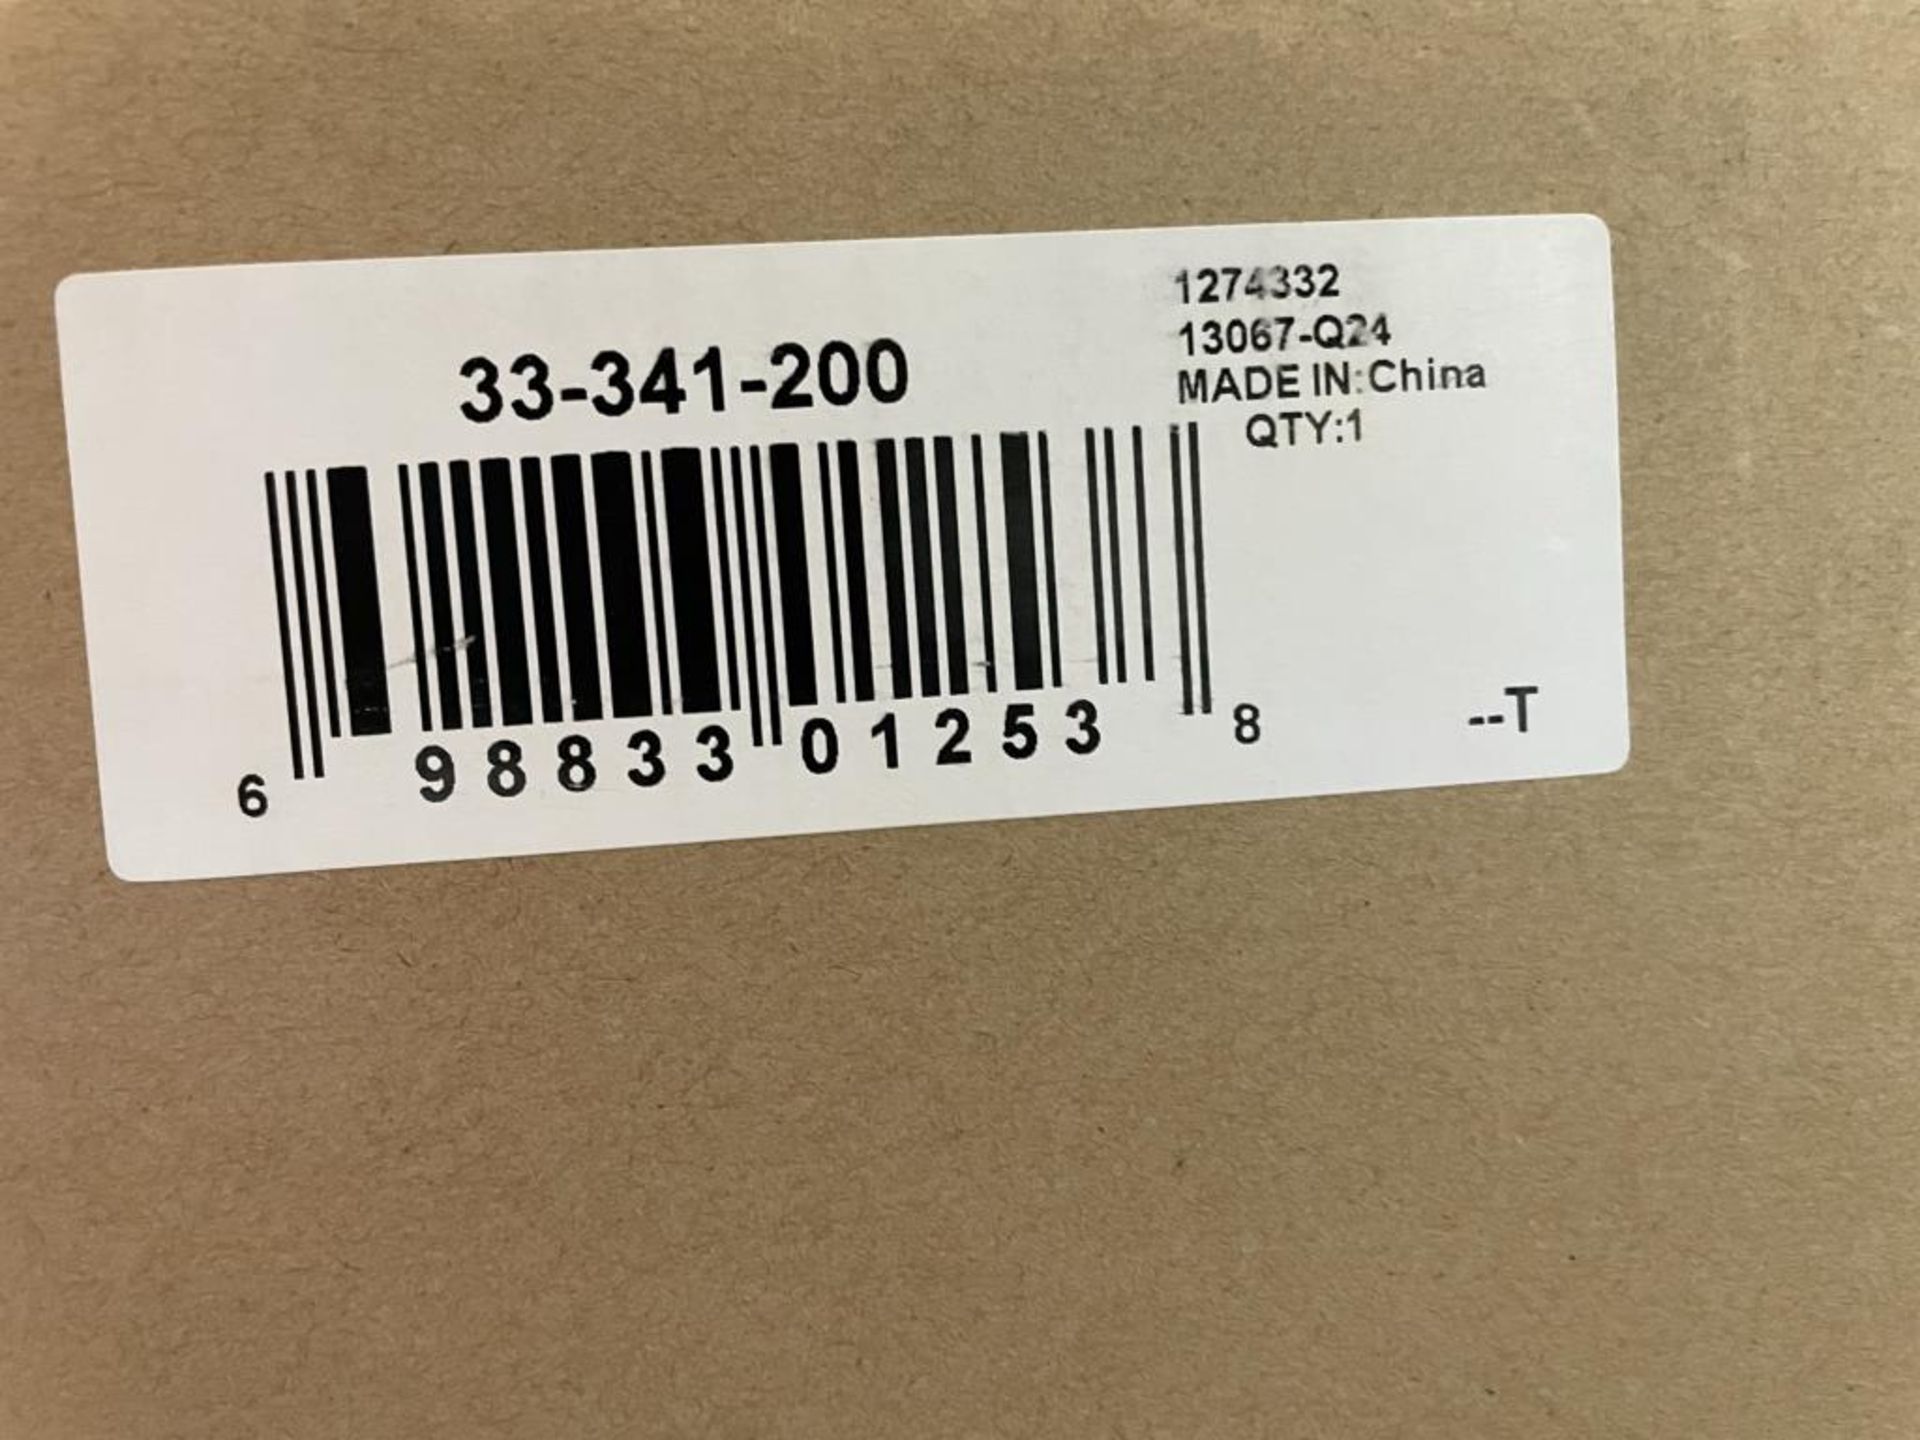 33-341-200
1274332
13067-Q24
MADE IN:China
QTY:1
6 98833 01253 8
--T